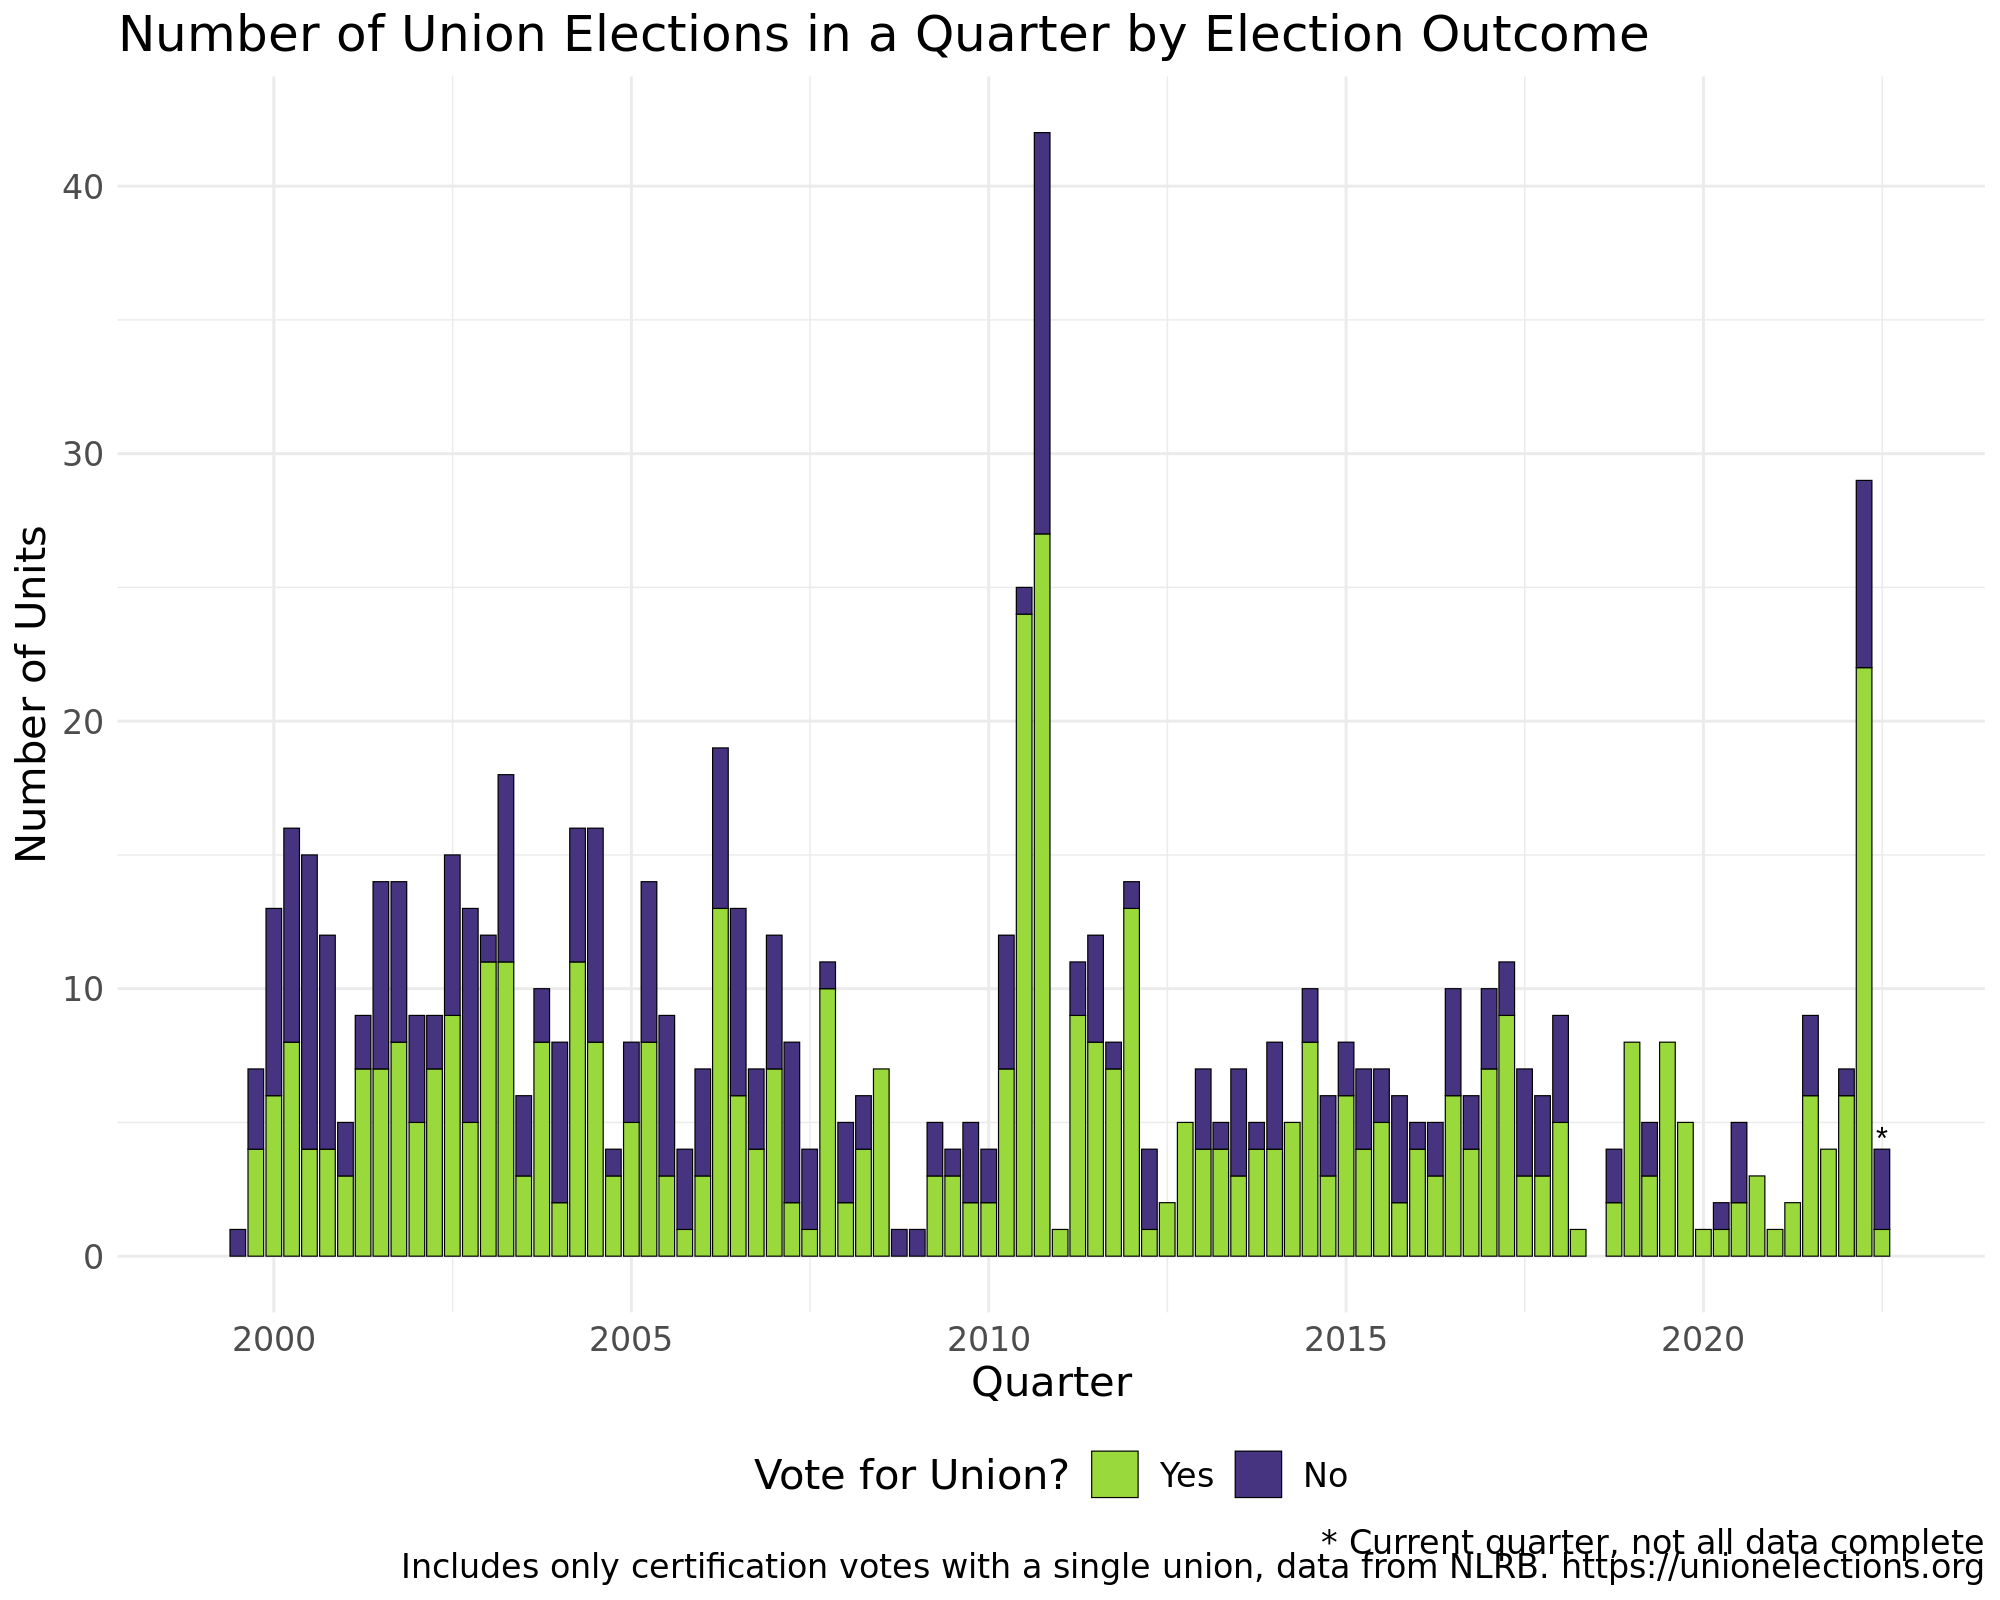 Number of Union Elections in a Quarter by Election Outcome
Number of Units
40
30
20
10
0
*
2000 2005 2010 2015 2020
Quarter
Vote for Union? Yes No
* Current quarter, not all data complete
Includes only certification votes with a single union, data from NLRB. https://unionelections.org